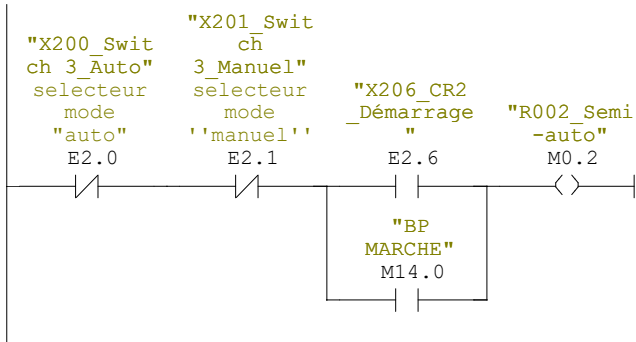 "X200_Swit
ch 3_Auto"
selecteur
mode
"auto"
E2.0
"X201_Swit
ch
3_Manuel"
selecteur
mode
''manuel''
E2.1
"X206_CR2
_Démarrage
"
E2.6
"R002_Semi
-auto"
M0.2
"BP
MARCHE"
M14.0